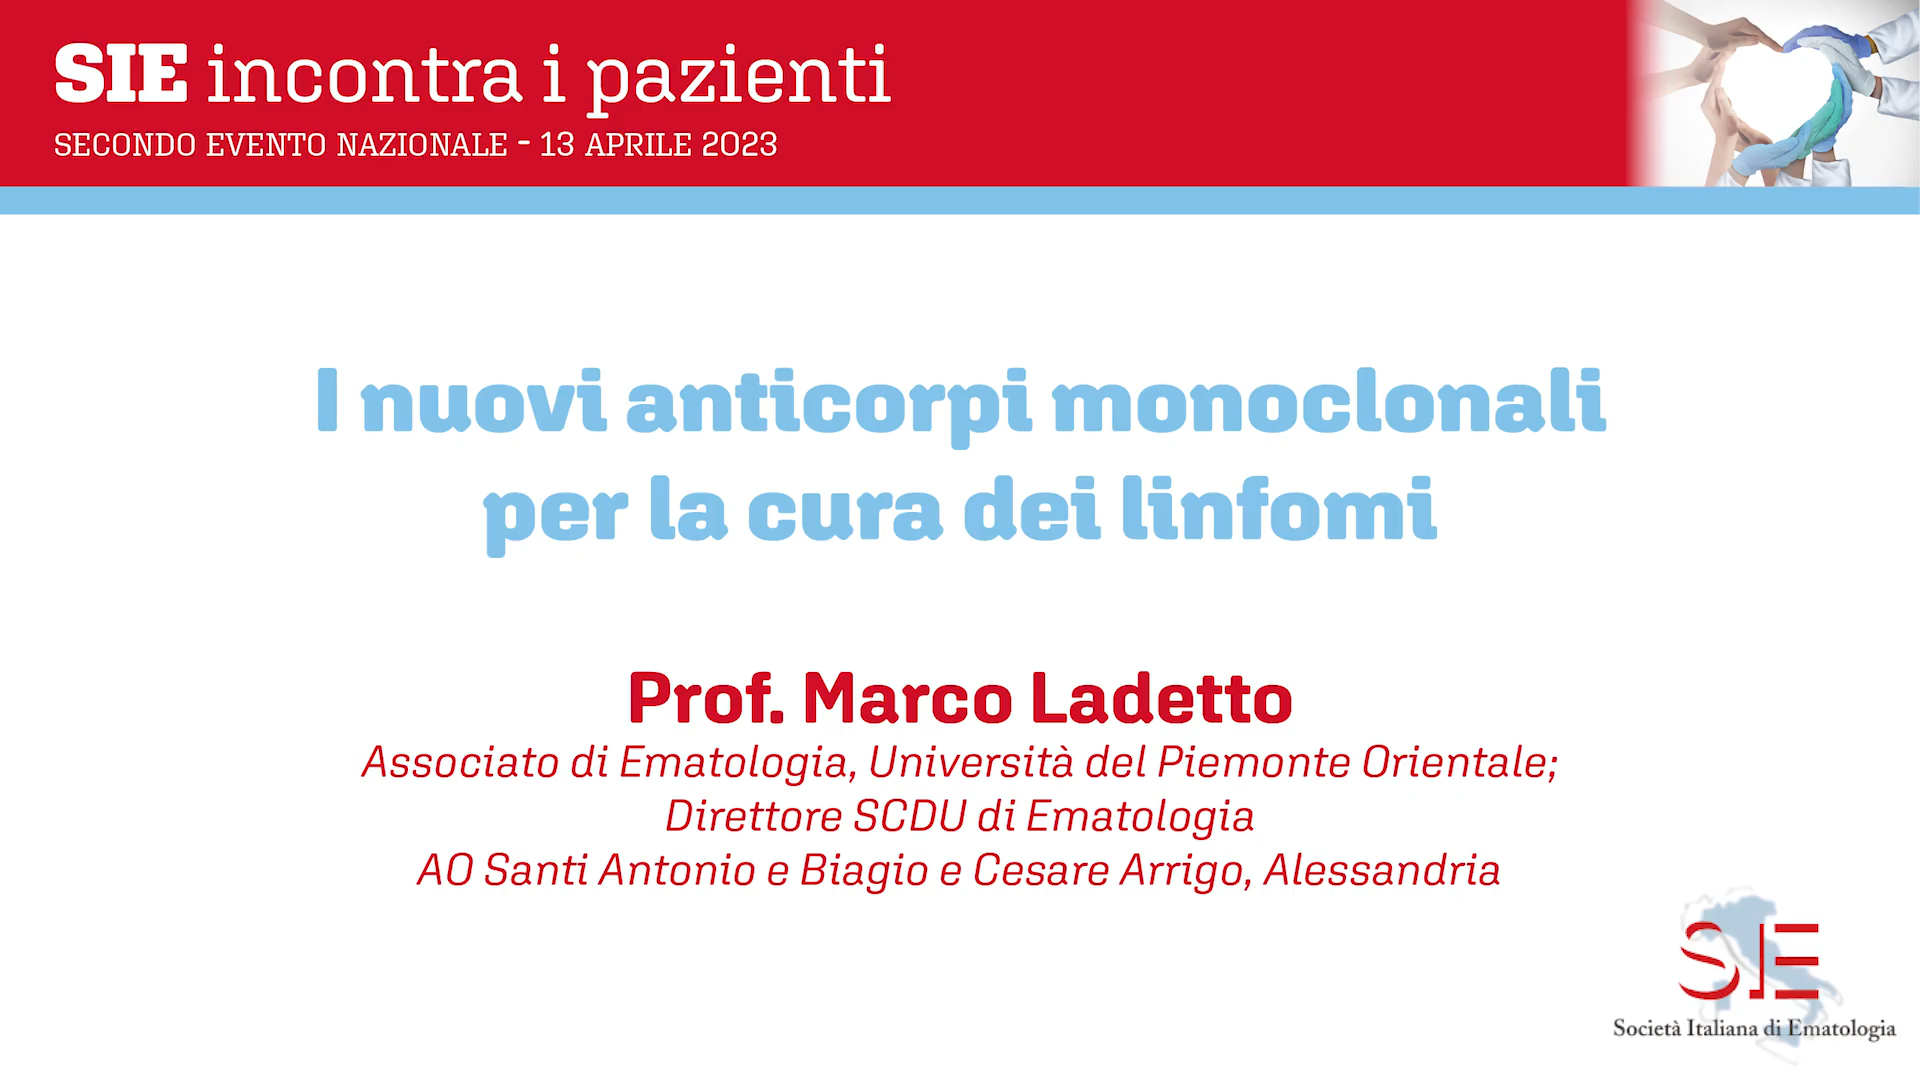 SIE incontra i pazienti
SECONDO EVENTO NAZIONALE - 13 APRILE 2023
I nuovi anticorpi monoclonali
per la cura dei linfomi
Prof. Marco Ladetto
Associato di Ematologia, Università del Piemonte Orientale;
Direttore SCDU di Ematologia
AO Santi Antonio e Biagio e Cesare Arrigo, Alessandria
SIE
Società Italiana di Ematologia